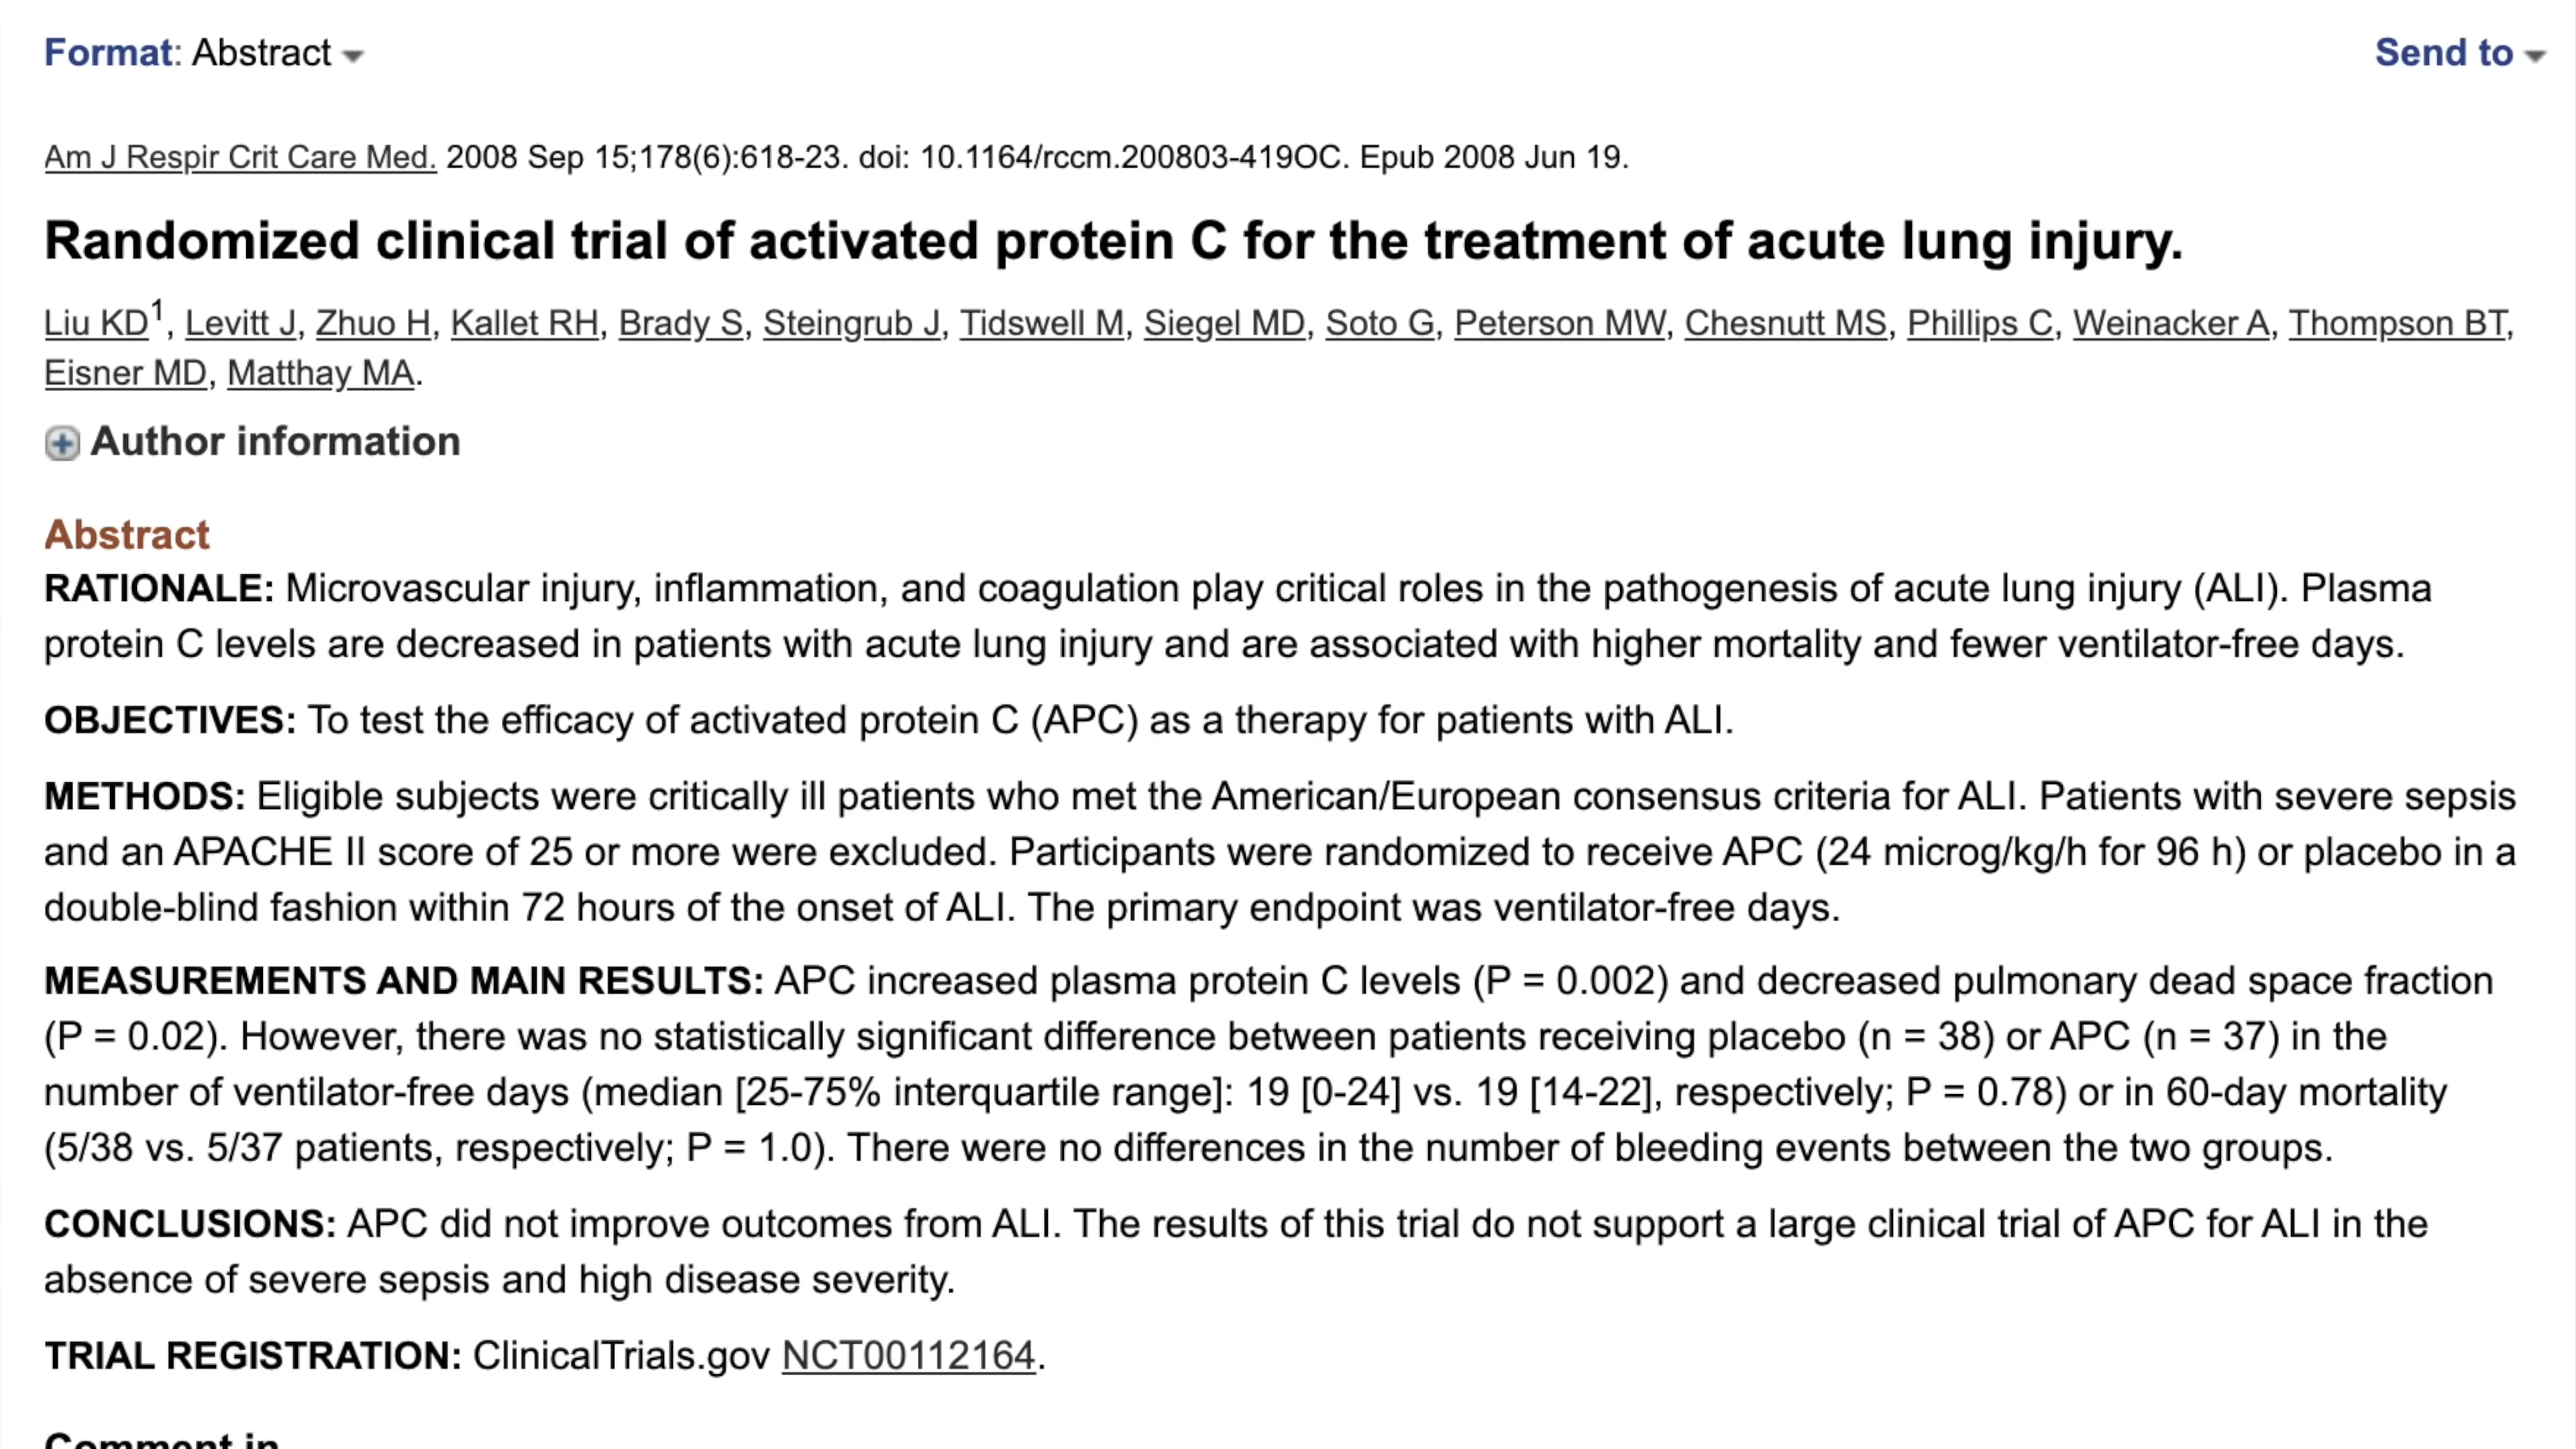 Format: Abstract
Send to
Am J Respir Crit Care Med. 2008 Sep 15;178(6):618-23. doi: 10.1164/rccm.200803-419OC. Epub 2008 Jun 19.
Randomized clinical trial of activated protein C for the treatment of acute lung injury.
Liu KD1, Levitt J, Zhuo H, Kallet RH, Brady S, Steingrub J, Tidswell M, Siegel MD, Soto G, Peterson MW, Chesnutt MS, Phillips C, Weinacker A, Thompson BT,
Eisner MD, Matthay MA.
Author information
Abstract
RATIONALE: Microvascular injury, inflammation, and coagulation play critical roles in the pathogenesis of acute lung injury (ALI). Plasma
protein C levels are decreased in patients with acute lung injury and are associated with higher mortality and fewer ventilator-free days.
OBJECTIVES: To test the efficacy of activated protein C (APC) as a therapy for patients with ALI.
METHODS: Eligible subjects were critically ill patients who met the American/European consensus criteria for ALI. Patients with severe sepsis
and an APACHE II score of 25 or more were excluded. Participants were randomized to receive APC (24 microg/kg/h for 96 h) or placebo in a
double-blind fashion within 72 hours of the onset of ALI. The primary endpoint was ventilator-free days.
MEASUREMENTS AND MAIN RESULTS: APC increased plasma protein C levels (P = 0.002) and decreased pulmonary dead space fraction
(P = 0.02). However, there was no statistically significant difference between patients receiving placebo (n = 38) or APC (n = 37) in the
number of ventilator-free days (median [25-75% interquartile range]: 19 [0-24] vs. 19 [14-22], respectively; P = 0.78) or in 60-day mortality
(5/38 vs. 5/37 patients, respectively; P = 1.0). There were no differences in the number of bleeding events between the two groups.
CONCLUSIONS: APC did not improve outcomes from ALI. The results of this trial do not support a large clinical trial of APC for ALI in the
absence of severe sepsis and high disease severity.
TRIAL REGISTRATION: ClinicalTrials.gov NCT00112164.
Comment in